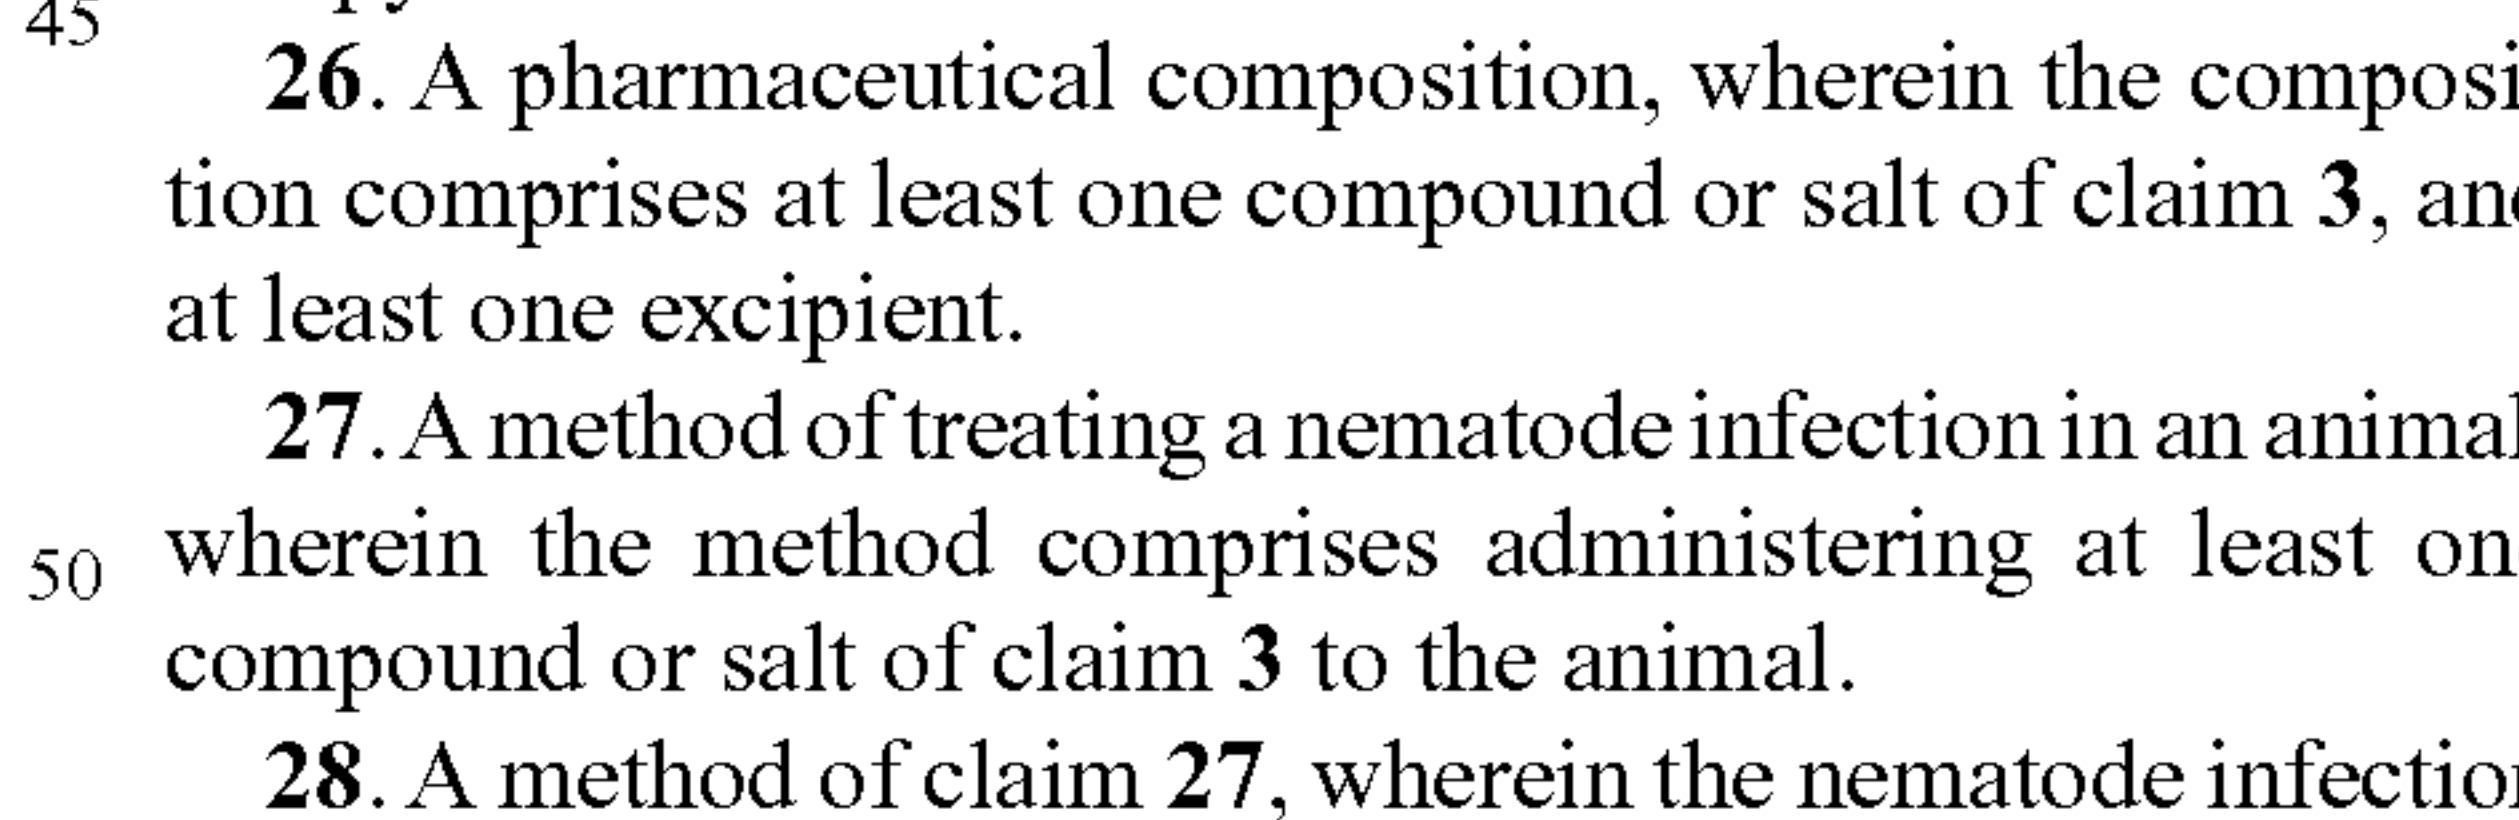 45
26. A pharmaceutical composition, wherein the composi
tion comprises at least one compound or salt of claim 3, and
at least one excipient.
27. A method of treating a nematode infection in an animal
50 wherein the method comprises administering at least on
compound or salt of claim 3 to the animal.
28. A method of claim 27, wherein the nematode infection